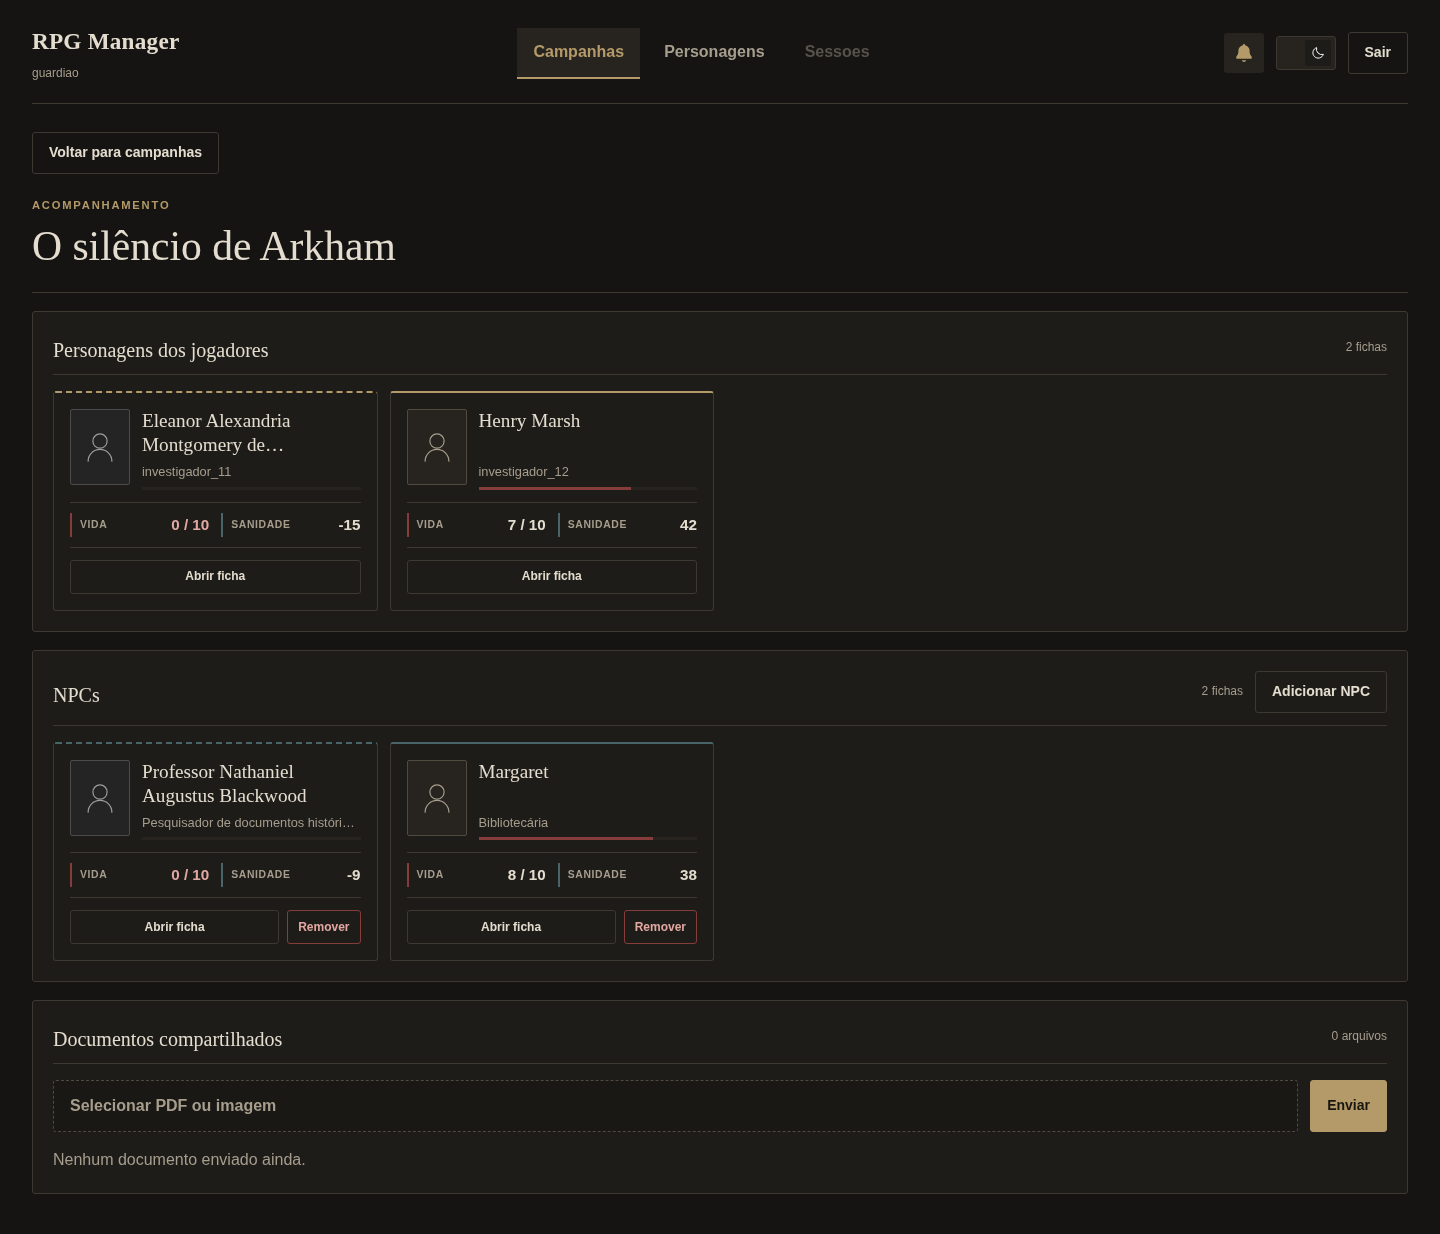 RPG Manager
guardiao
Campanhas
Personagens
Sessoes
Sair
Voltar para campanhas
ACOMPANHAMENTO
O silêncio de Arkham
Personagens dos jogadores
2 fichas
Eleanor Alexandria
Montgomery de…
investigador_11
VIDA 0 / 10 SANIDADE -15
Abrir ficha
Henry Marsh
investigador_12
VIDA 7 / 10 SANIDADE 42
Abrir ficha
NPCs
2 fichas
Adicionar NPC
Professor Nathaniel
Augustus Blackwood
Pesquisador de documentos históri…
VIDA 0 / 10 SANIDADE -9
Abrir ficha Remover
Margaret
Bibliotecária
VIDA 8 / 10 SANIDADE 38
Abrir ficha Remover
Documentos compartilhados
0 arquivos
Selecionar PDF ou imagem
Enviar
Nenhum documento enviado ainda.